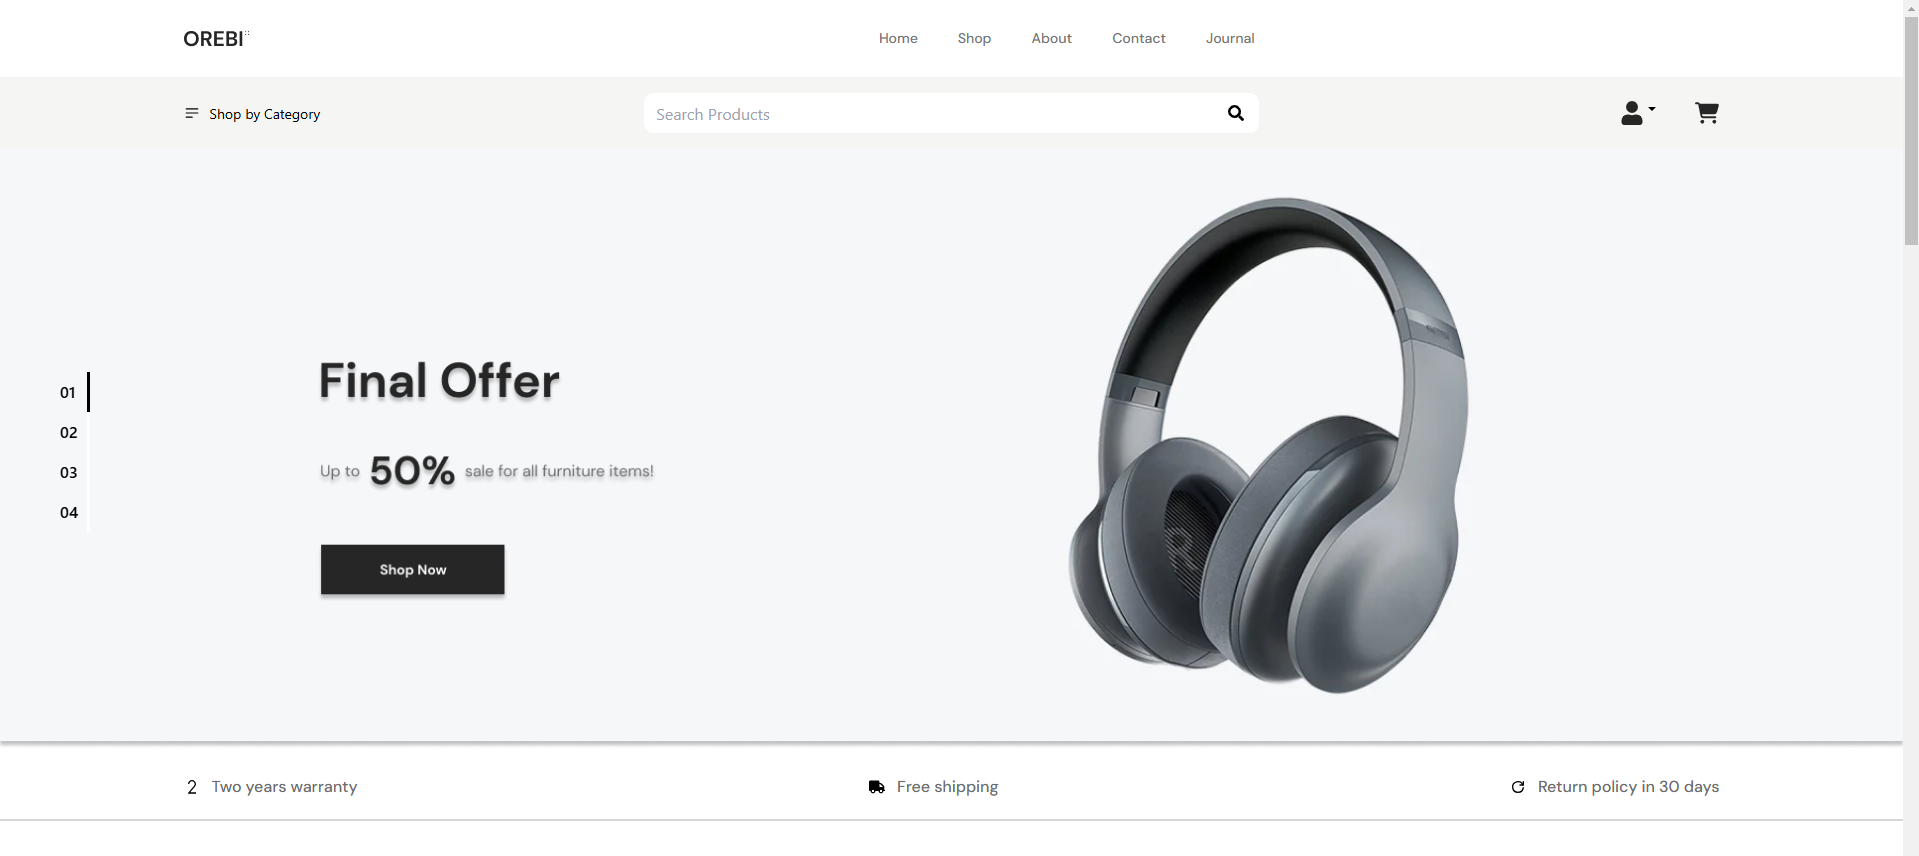 OREBI
Home Shop About Contact Journal
Shop by Category
Search Products
Final Offer
01
02
Up to 50% sale for all furniture items!
03
04
Shop Now
2 Two years warranty
Free shipping
Return policy in 30 days